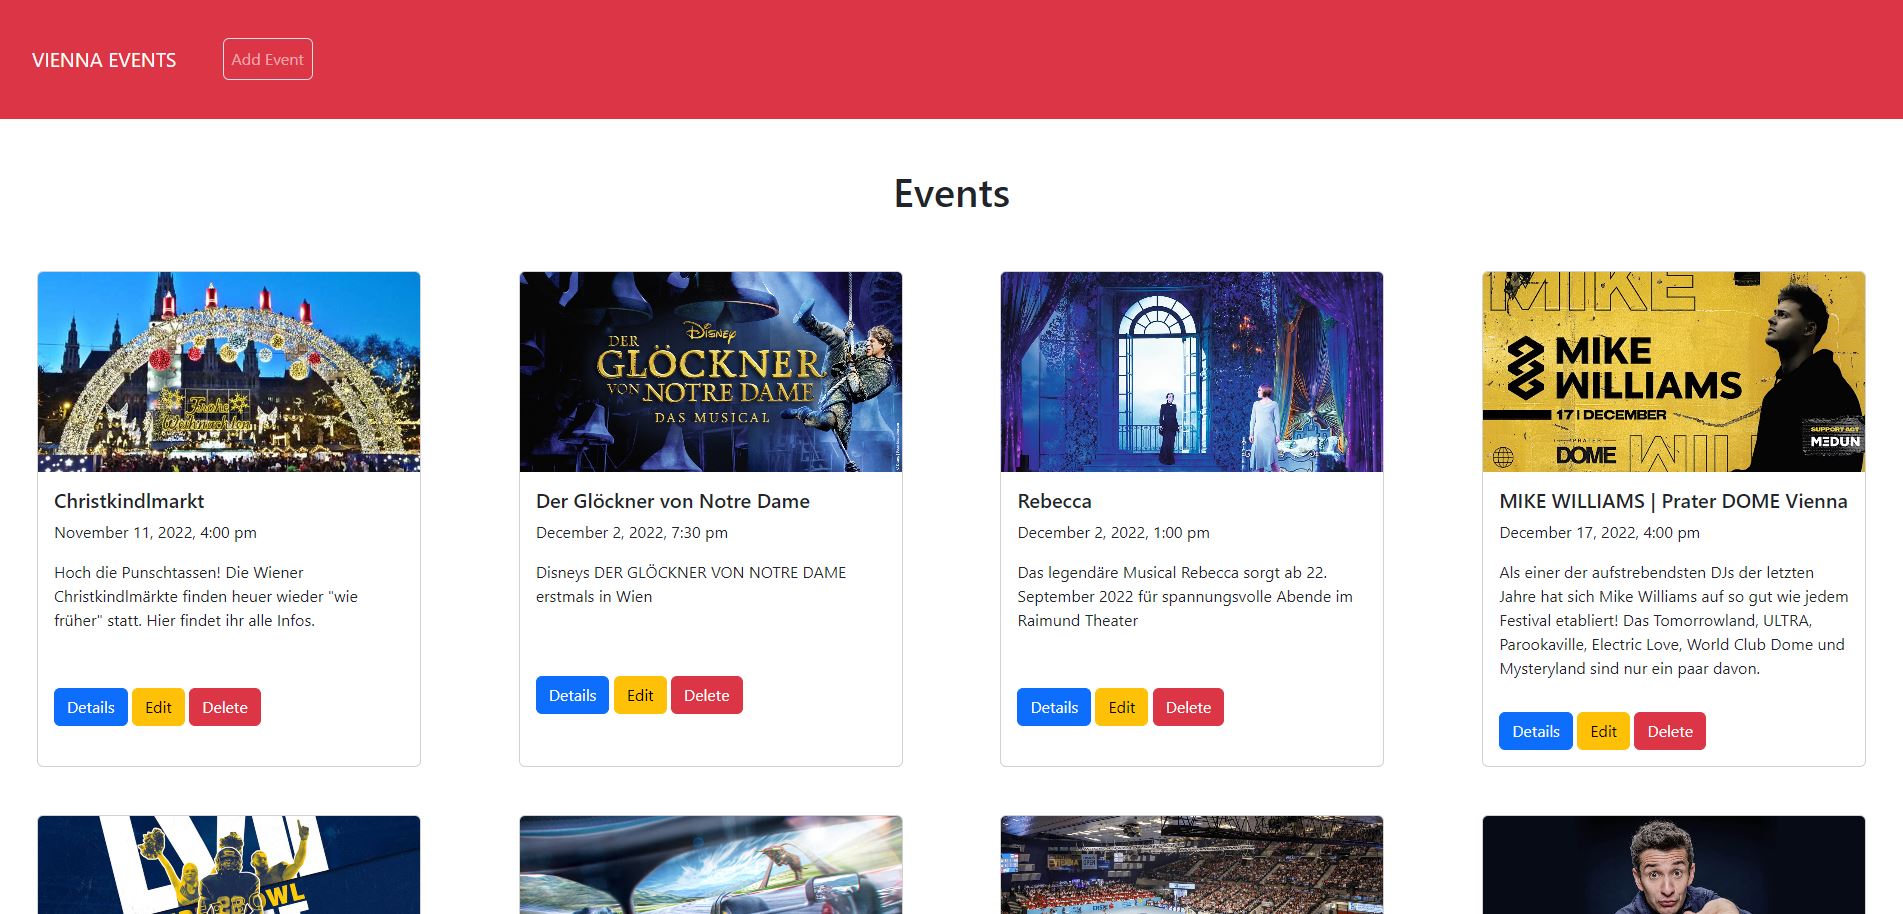 VIENNA EVENTS
Add Event
Events
Frohe
Weihnachten
DISNEY
DER
GLÖCKNER
VON NOTRE DAME
DAS MUSICAL
MIKE
MIKE
WILLIAMS
17 | DECEMBER
SUPPORT ACT
MEDUN
PRATER
DOME
WILL
Christkindlmarkt
November 11, 2022, 4:00 pm
Hoch die Punschtassen! Die Wiener
Christkindlmärkte finden heuer wieder "wie
früher" statt. Hier findet ihr alle Infos.
Details Edit Delete
Der Glöckner von Notre Dame
December 2, 2022, 7:30 pm
Disneys DER GLÖCKNER VON NOTRE DAME
erstmals in Wien
Details Edit Delete
Rebecca
December 2, 2022, 1:00 pm
Das legendäre Musical Rebecca sorgt ab 22.
September 2022 für spannungsvolle Abende im
Raimund Theater
Details Edit Delete
MIKE WILLIAMS | Prater DOME Vienna
December 17, 2022, 4:00 pm
Als einer der aufstrebendsten DJs der letzten
Jahre hat sich Mike Williams auf so gut wie jedem
Festival etabliert! Das Tomorrowland, ULTRA,
Parookaville, Electric Love, World Club Dome und
Mysteryland sind nur ein paar davon.
Details Edit Delete
28